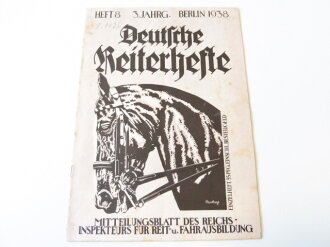 HEFT 8 3. JAHRG. BERLIN 1938
Deutsche
Reiterhefte
MITTEILUNGSBLATT DES REICHS-
INSPEKTEURS FÜR REIT- u. FAHRAUSBILDUNG